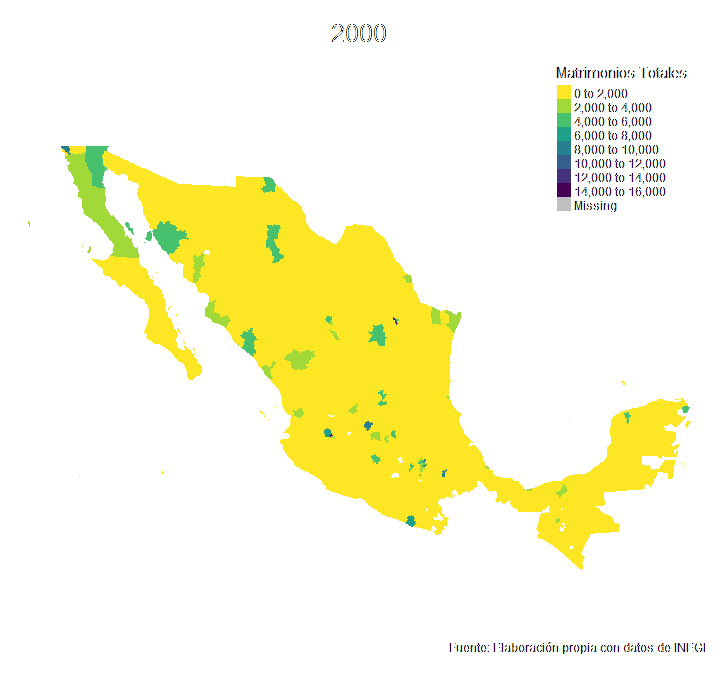 2000
Matrimonios Totales
0 to 2,000
2,000 to 4,000
4,000 to 6,000
6,000 to 8,000
8,000 to 10,000
10,000 to 12,000
12,000 to 14,000
14,000 to 16,000
Missing
Fuente: Elaboración propia con datos de INEGI